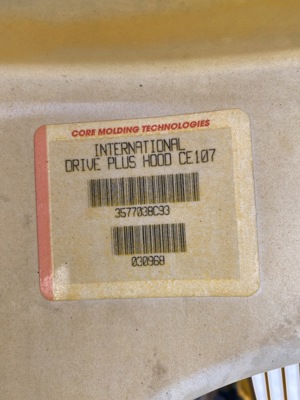 CORE MOLDING TECHNOLOGIES
INTERNATIONAL
DRIVE PLUS HOOD CE107
3577038C93
030968